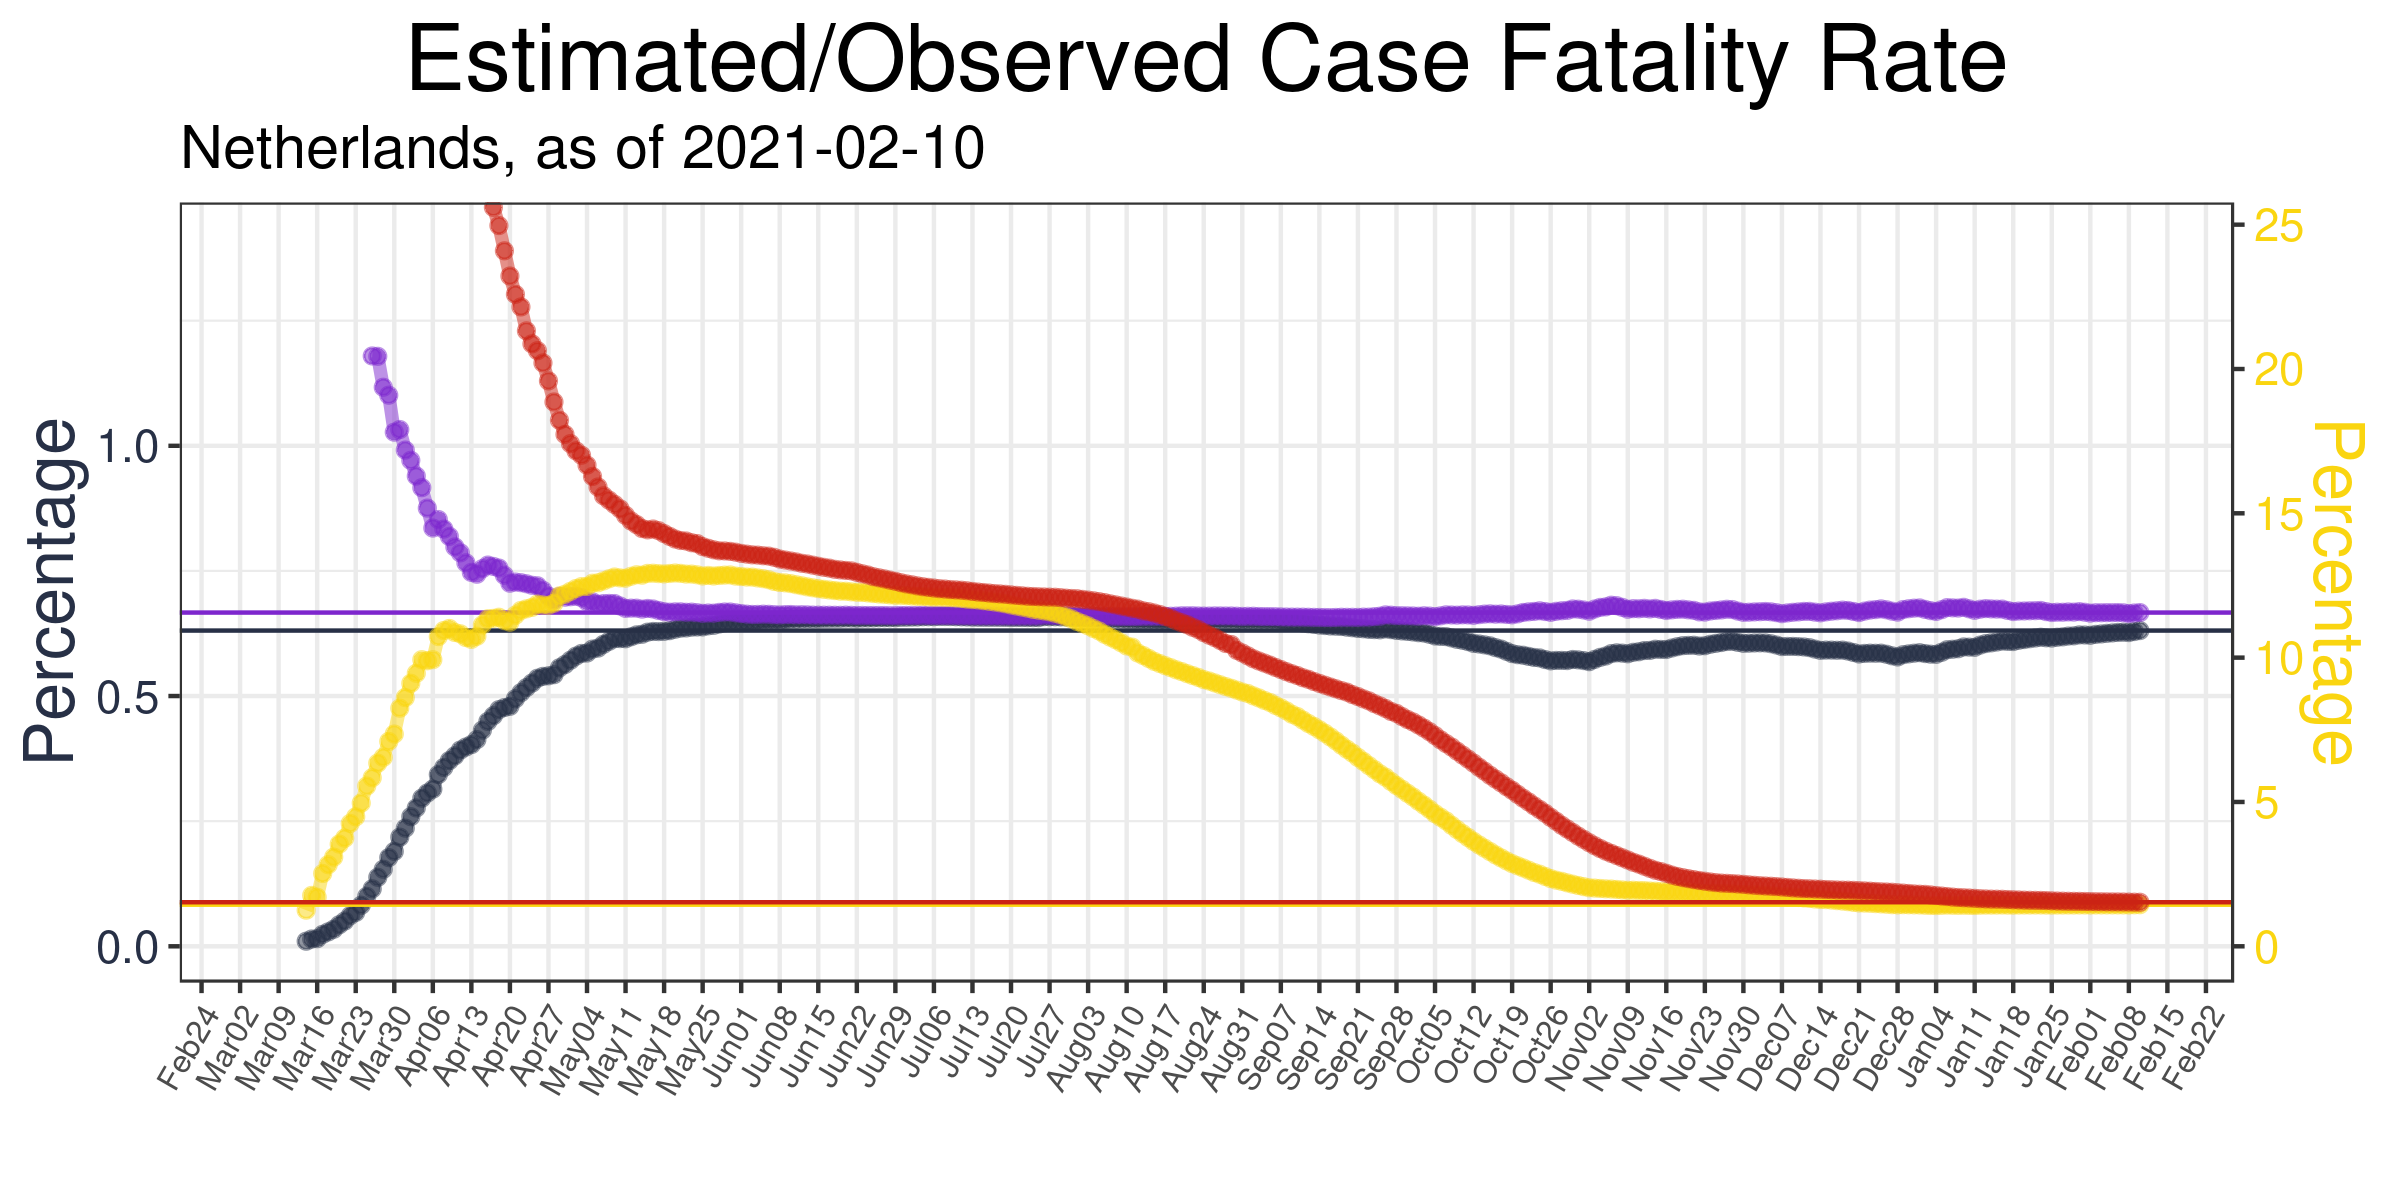 Estimated/Observed Case Fatality Rate
Netherlands, as of 2021-02-10
Percentage
1.0
0.5
0.0
25
20
15
10
5
0
Percentage
Feb24
Mar02
Mar09
Mar16
Mar23
Mar30
Apr06
Apr13
Apr20
Apr27
May04
May11
May18
May25
Jun01
Jun08
Jun15
Jun22
Jun29
Jul06
Jul13
Jul20
Jul27
Aug03
Aug10
Aug17
Aug24
Aug31
Sep07
Sep14
Sep21
Sep28
Oct05
Oct12
Oct19
Oct26
Nov02
Nov09
Nov16
Nov23
Nov30
Dec07
Dec14
Dec21
Dec28
Jan04
Jan11
Jan18
Jan25
Feb01
Feb08
Feb15
Feb22